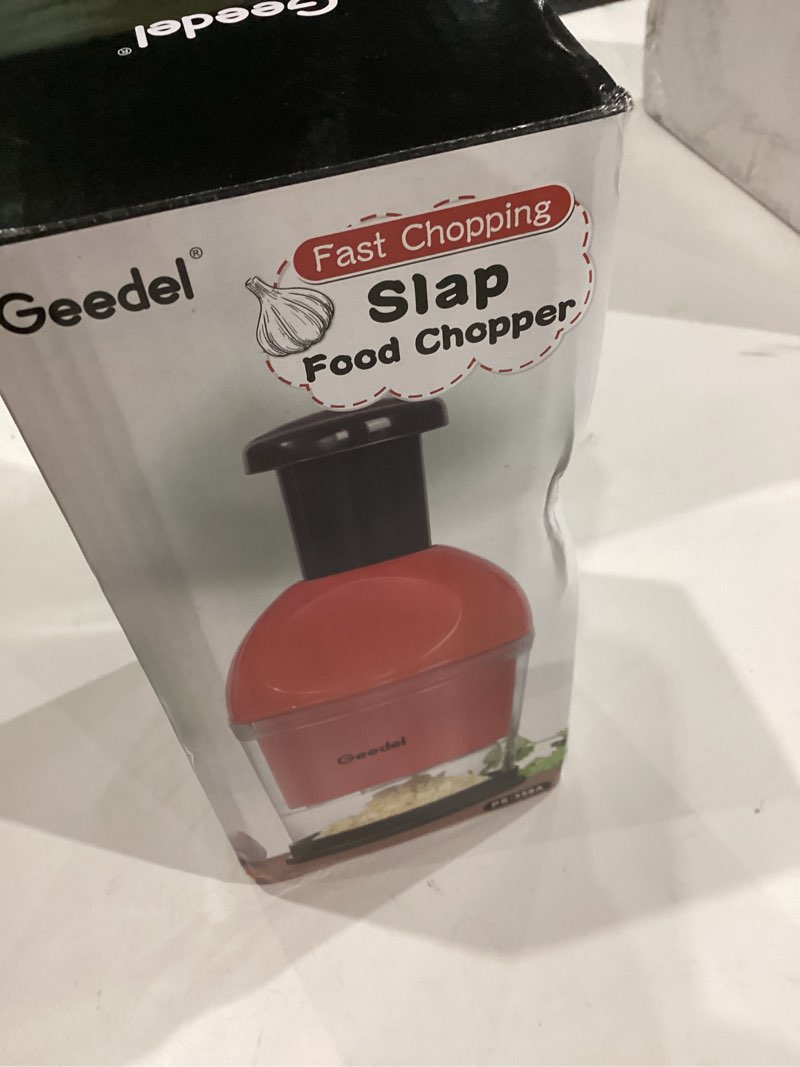 Geedel®
Geedel®
Fast Chopping
Slap
Food Chopper
Geedel